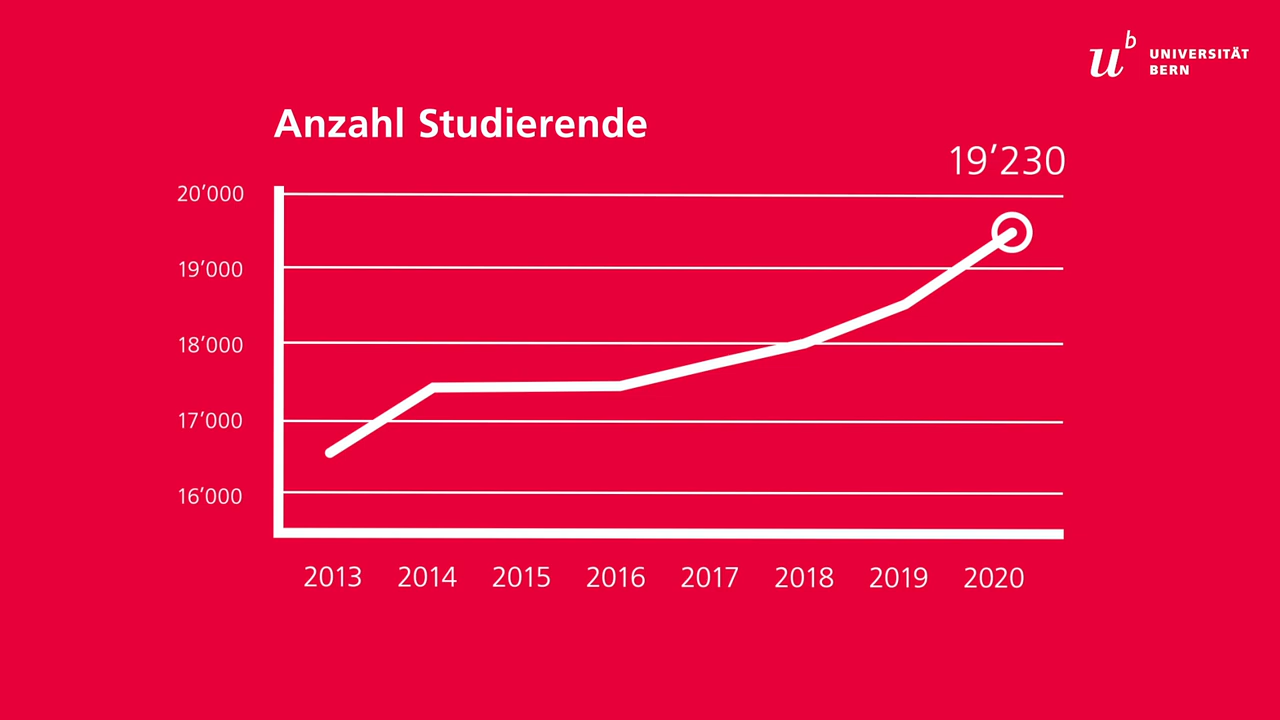 u b UNIVERSITÄT
BERN
Anzahl Studierende
19’230
20’000
19’000
18’000
17’000
16’000
2013 2014 2015 2016 2017 2018 2019 2020